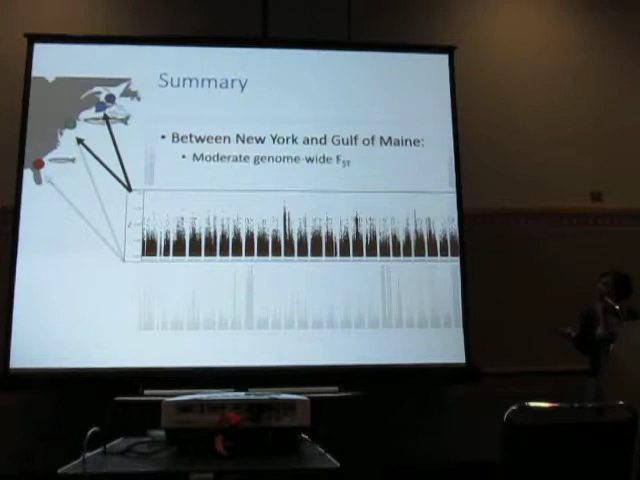 Summary
• Between New York and Gulf of Maine:
• Moderate genome-wide FST